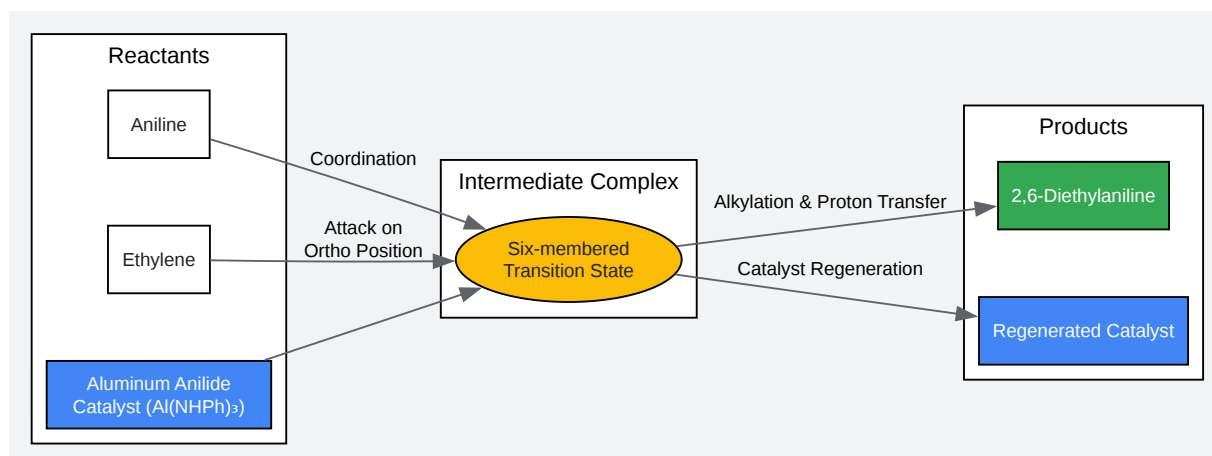 Reactants
Aniline
Ethylene
Aluminum Anilide
Catalyst (Al(NHPh)₃)
Coordination
Attack on
Ortho Position
Intermediate Complex
Six-membered
Transition State
Alkylation & Proton Transfer
Catalyst Regeneration
Products
2,6-Diethylaniline
Regenerated Catalyst